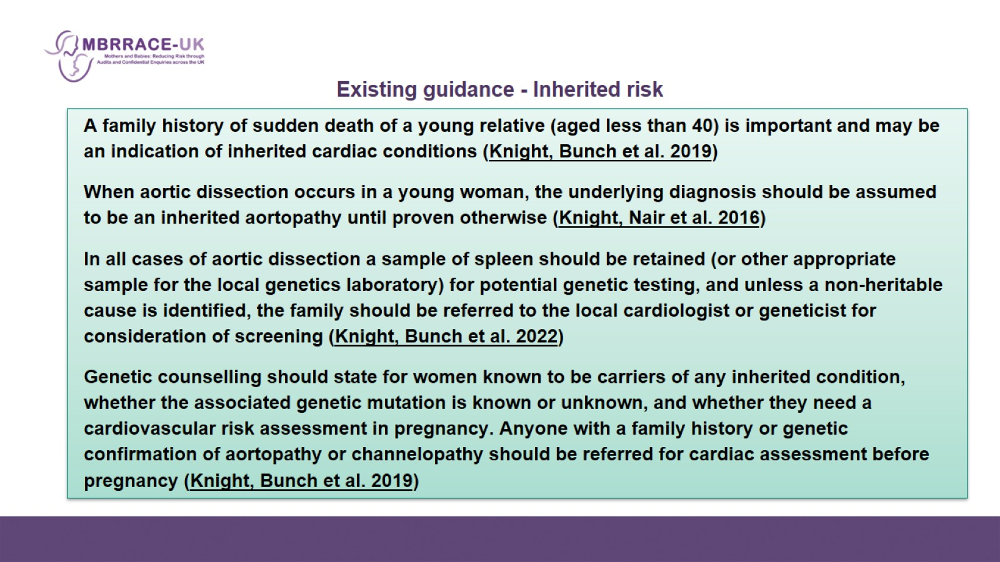 MBRRACE-UK
Mothers and Babies: Reducing Risk through
Audits and Confidential Enquiries across the UK
Existing guidance - Inherited risk
A family history of sudden death of a young relative (aged less than 40) is important and may be
an indication of inherited cardiac conditions (Knight, Bunch et al. 2019)
When aortic dissection occurs in a young woman, the underlying diagnosis should be assumed
to be an inherited aortopathy until proven otherwise (Knight, Nair et al. 2016)
In all cases of aortic dissection a sample of spleen should be retained (or other appropriate
sample for the local genetics laboratory) for potential genetic testing, and unless a non-heritable
cause is identified, the family should be referred to the local cardiologist or geneticist for
consideration of screening (Knight, Bunch et al. 2022)
Genetic counselling should state for women known to be carriers of any inherited condition,
whether the associated genetic mutation is known or unknown, and whether they need a
cardiovascular risk assessment in pregnancy. Anyone with a family history or genetic
confirmation of aortopathy or channelopathy should be referred for cardiac assessment before
pregnancy (Knight, Bunch et al. 2019)